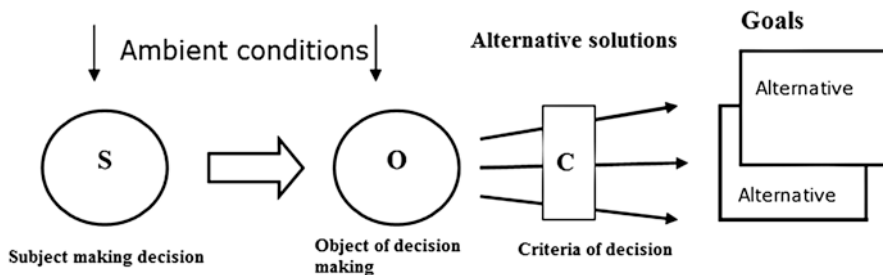 Goals
Alternative solutions
Ambient conditions
Alternative
S
O
C
Alternative
Subject making decision
Object of decision
making
Criteria of decision